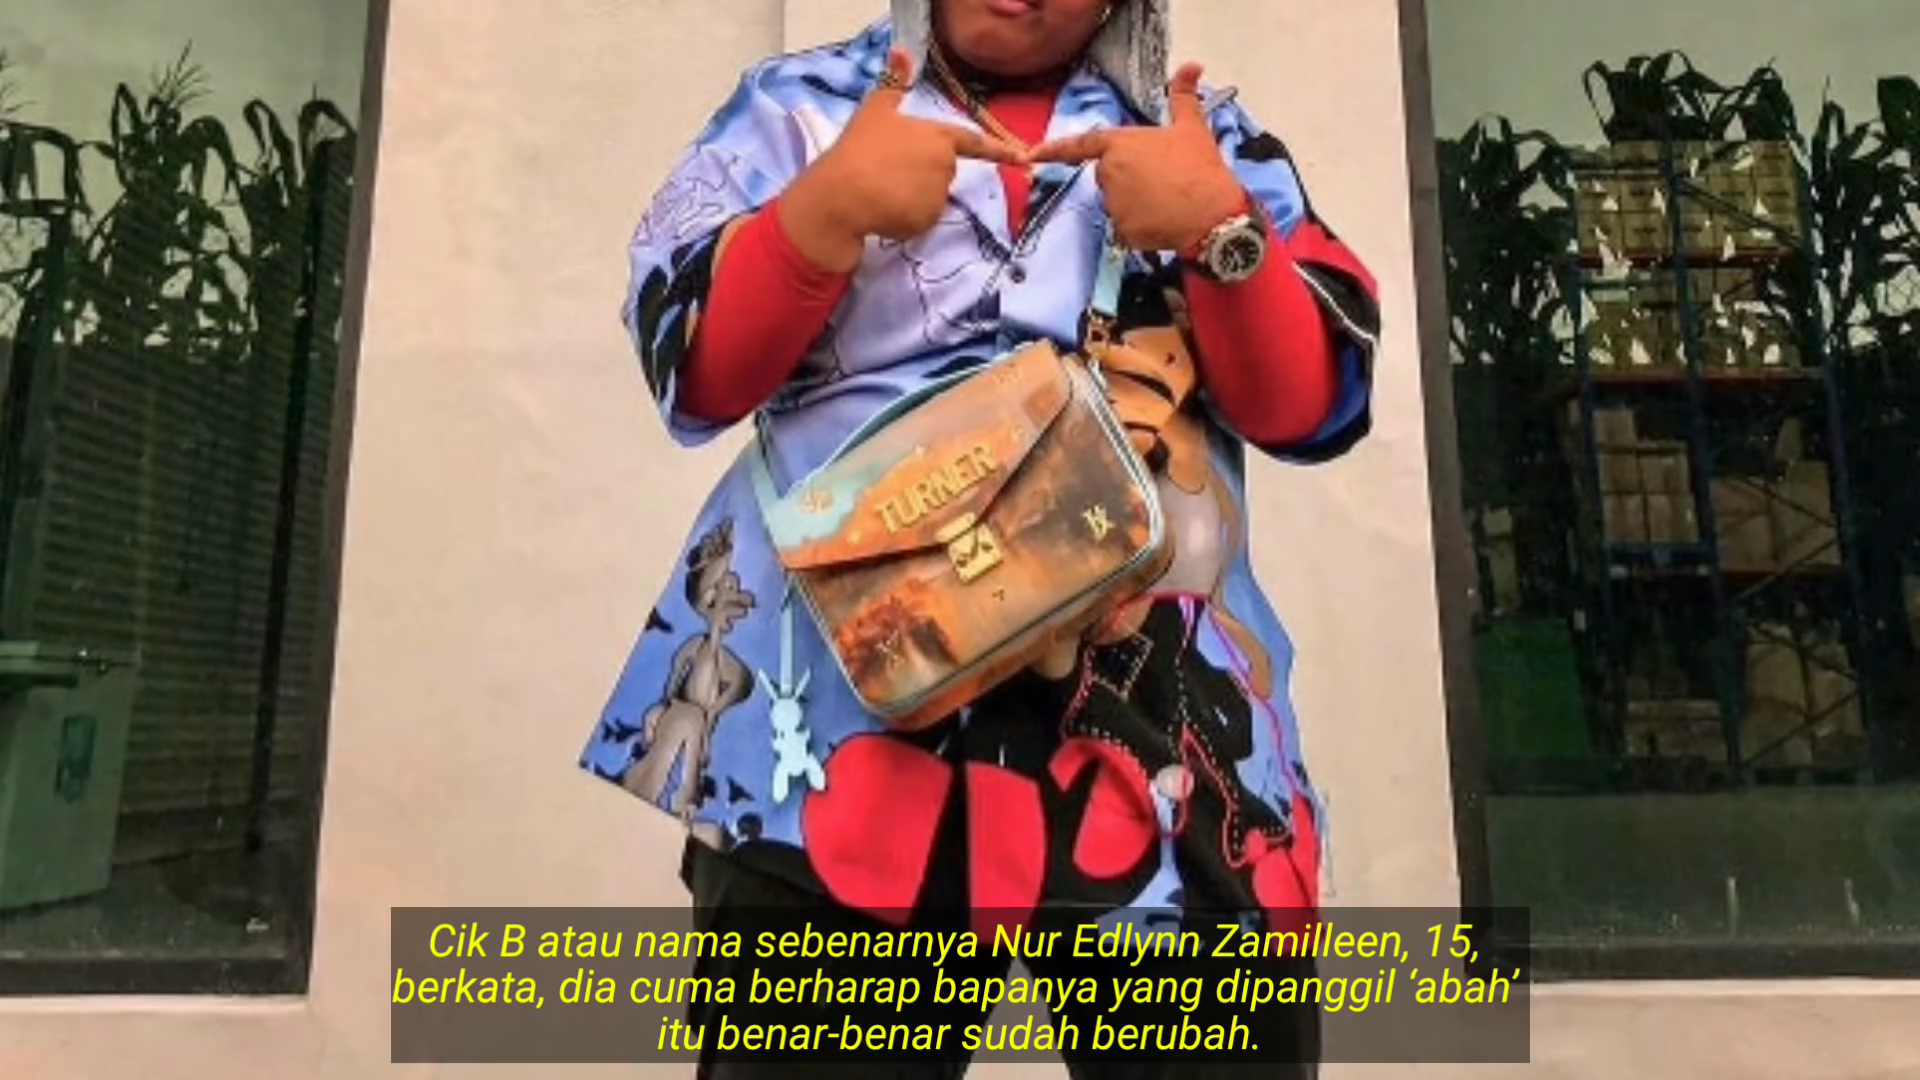 TURNER
Cik B atau nama sebenarnya Nur Edlynn Zamilleen, 15,
berkata, dia cuma berharap bapanya yang dipanggil ‘abah’
itu benar-benar sudah berubah.